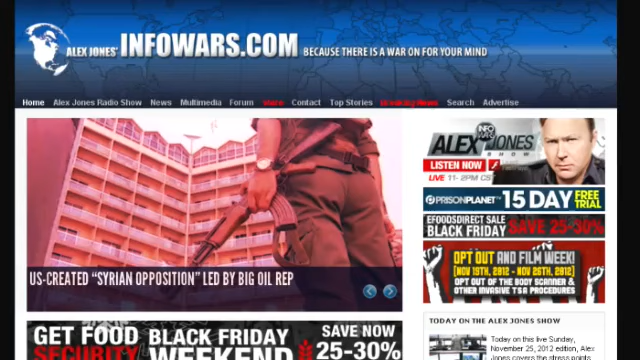 ALEX JONES' INFOWARS.COM BECAUSE THERE IS A WAR ON FOR YOUR MIND
Home Alex Jones Radio Show News Multimedia Forum Store Contact Top Stories Breaking News Search Advertise
US-CREATED "SYRIAN OPPOSITION" LED BY BIG OIL REP
GET FOOD SECURITY
BLACK FRIDAY WEEKEND
SAVE NOW
25-30%
INFO WARS
ALEX JONES
SHOW
LISTEN NOW
LIVE 11- 2PM CS
PRISONPLANET 15 DAY FREE TRIAL
EFOODSDIRECT SALE
BLACK FRIDAY SAVE 25-30%
OPT OUT AND FILM WEEK!
[NOV 19TH, 2012 - NOV 26TH, 2012]
OPT OUT OF THE BODY SCANNER &
OTHER INVASIVE TSA PROCEDURES
TODAY ON THE ALEX JONES SHOW
Today on this live Sunday,
November 25, 2012 edition, Alex
Jones covers the stress points